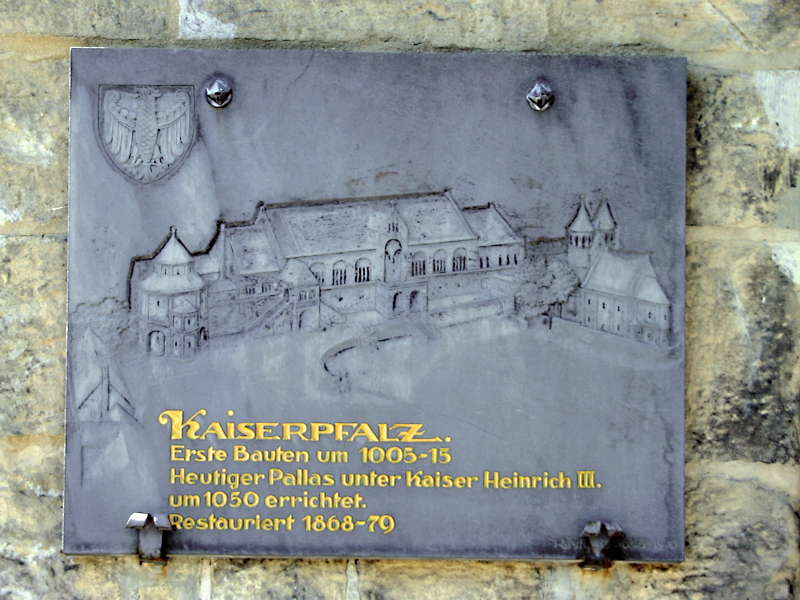 KAISERPFALZ.
Erste Bauten um 1005-15
Heutiger Pallas unter Kaiser Heinrich III.
um 1050 errichtet.
Restauriert 1868-79